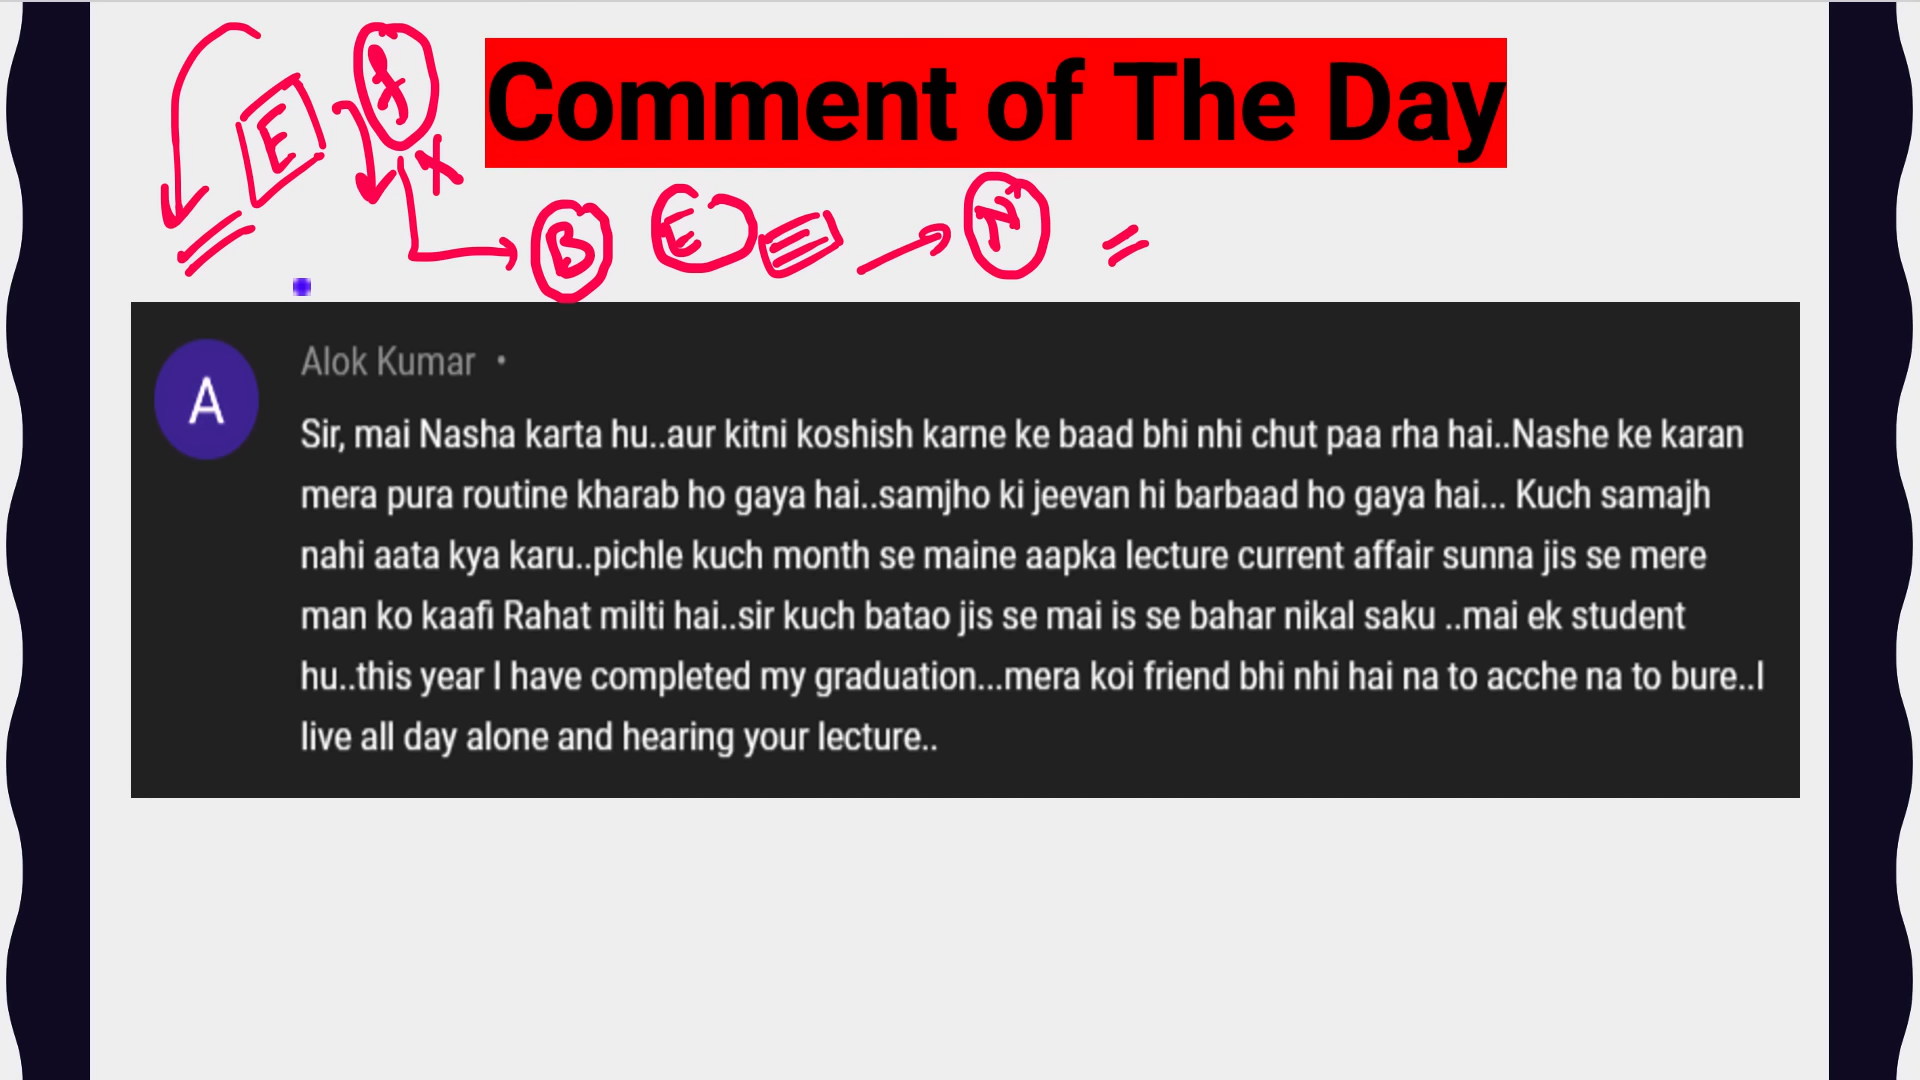 Comment of The Day
E
B E N
A
Alok Kumar •
Sir, mai Nasha karta hu..aur kitni koshish karne ke baad bhi nhi chut paa rha hai..Nashe ke karan
mera pura routine kharab ho gaya hai..samjho ki jeevan hi barbaad ho gaya hai... Kuch samajh
nahi aata kya karu..pichle kuch month se maine aapka lecture current affair sunna jis se mere
man ko kaafi Rahat milti hai..sir kuch batao jis se mai is se bahar nikal saku ..mai ek student
hu..this year I have completed my graduation...mera koi friend bhi nhi hai na to acche na to bure..I
live all day alone and hearing your lecture..